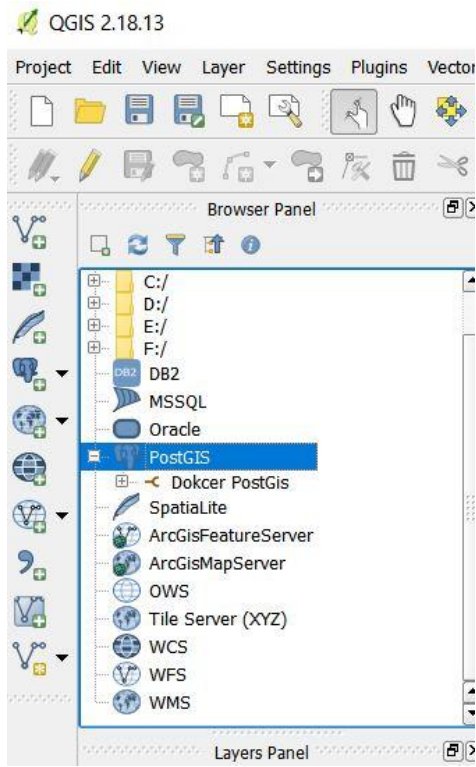 QGIS 2.18.13
Project Edit View Layer Settings Plugins Vector
Browser Panel
C:/
D:/
E:/
F:/
DB2 DB2
MSSQL
Oracle
PostGIS
Dokcer PostGis
SpatiaLite
ArcGisFeatureServer
ArcGisMapServer
OWS
Tile Server (XYZ)
WCS
WFS
WMS
Layers Panel